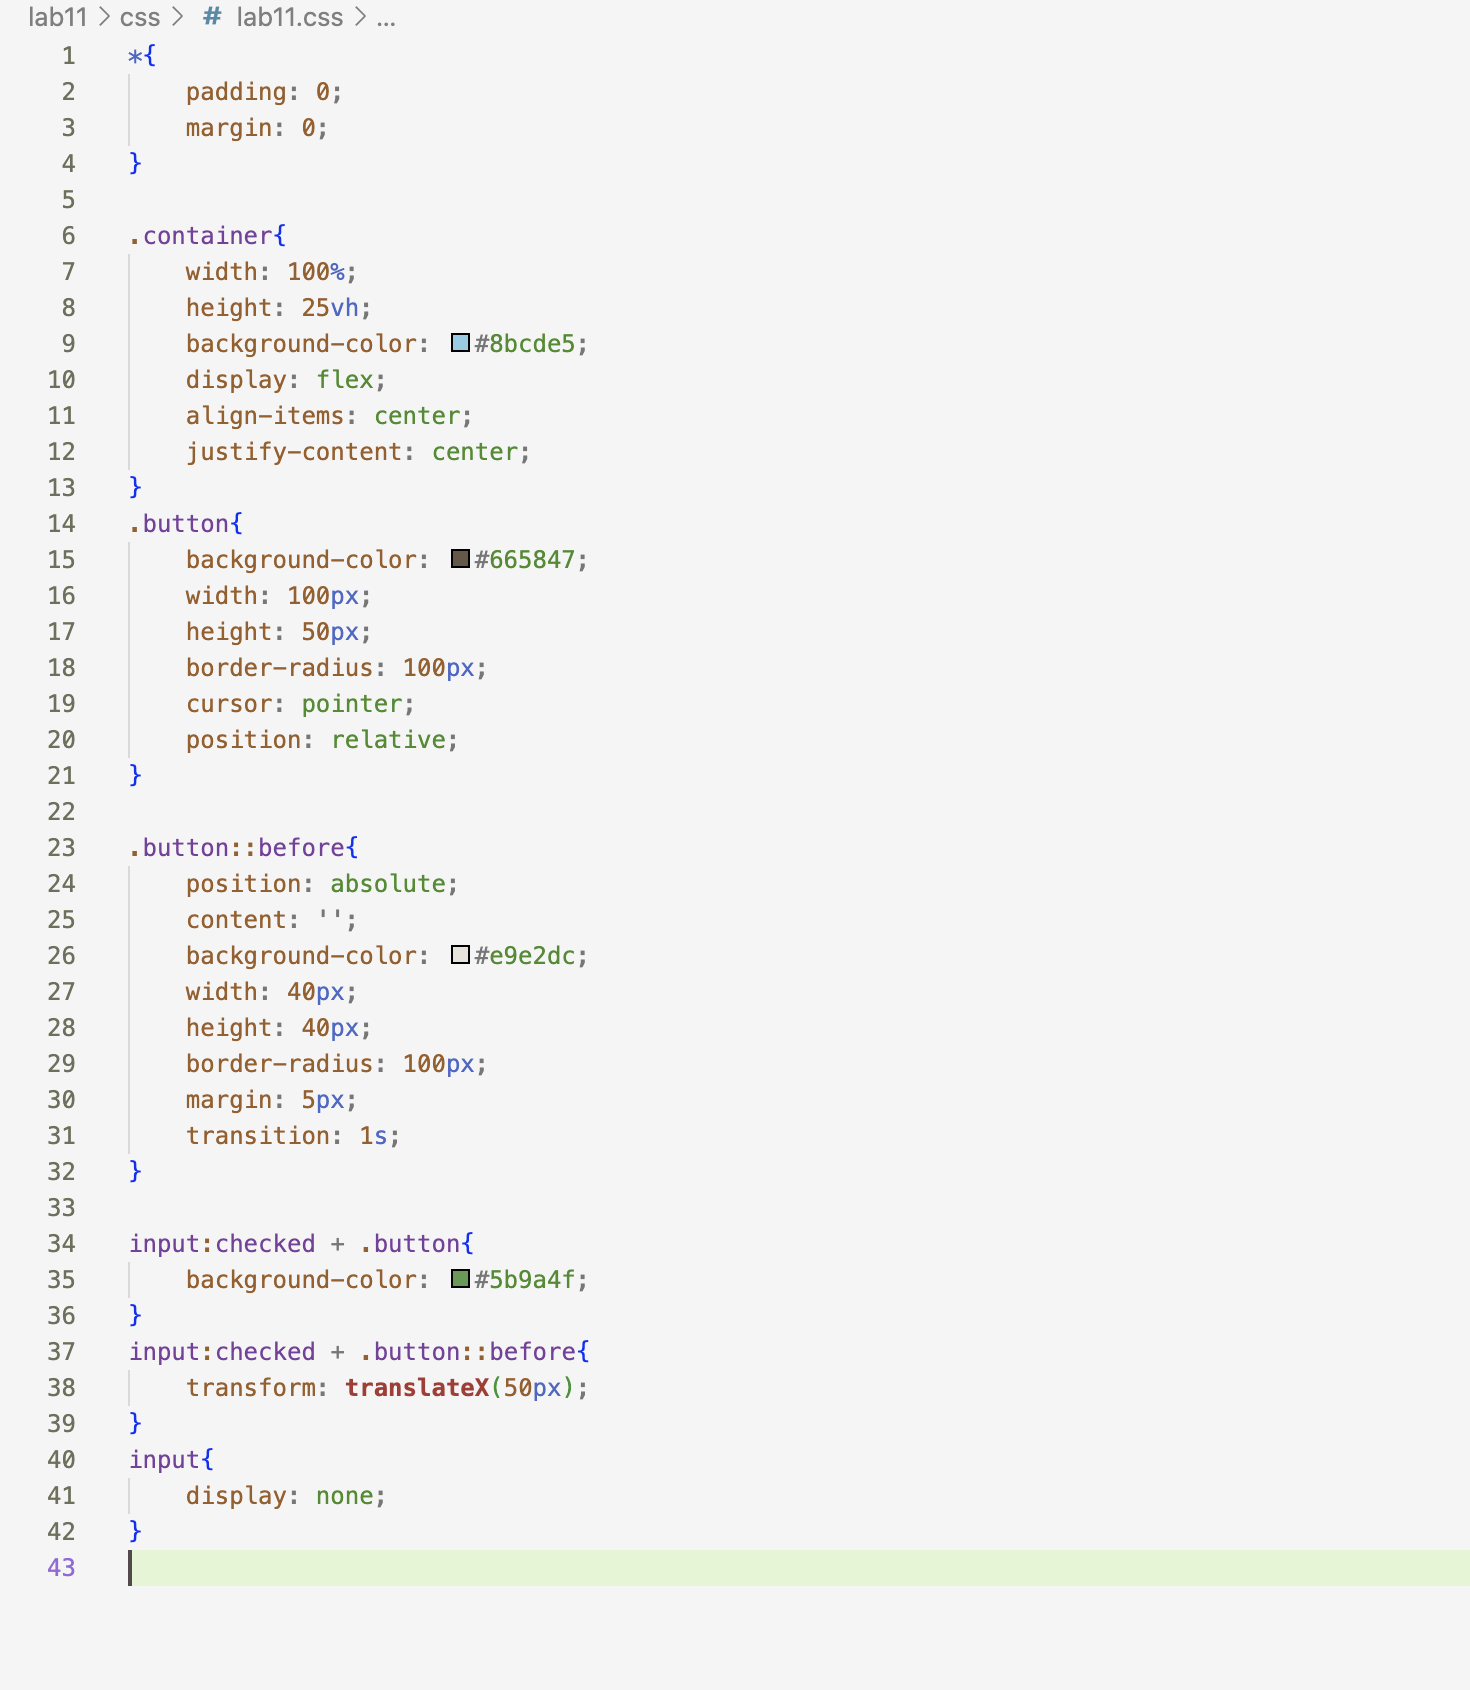 lab11 > css > # lab11.css > ...
1 *{
2     padding: 0;
3     margin: 0;
4 }
5
6 .container{
7     width: 100%;
8     height: 25vh;
9     background-color: #8bcde5;
10     display: flex;
11     align-items: center;
12     justify-content: center;
13 }
14 .button{
15     background-color: #665847;
16     width: 100px;
17     height: 50px;
18     border-radius: 100px;
19     cursor: pointer;
20     position: relative;
21 }
22
23 .button::before{
24     position: absolute;
25     content: '';
26     background-color: #e9e2dc;
27     width: 40px;
28     height: 40px;
29     border-radius: 100px;
30     margin: 5px;
31     transition: 1s;
32 }
33
34 input:checked + .button{
35     background-color: #5b9a4f;
36 }
37 input:checked + .button::before{
38     transform: translateX(50px);
39 }
40 input{
41     display: none;
42 }
43